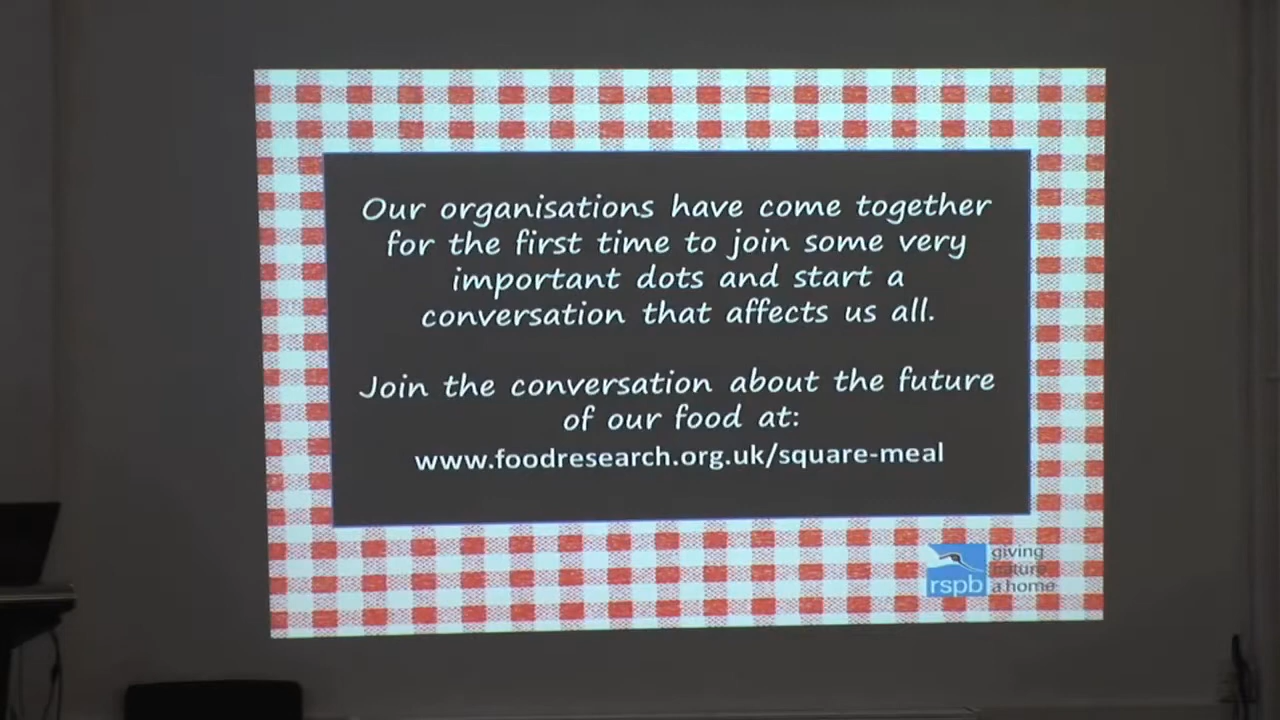 Our organisations have come together
for the first time to join some very
important dots and start a
conversation that affects us all.
Join the conversation about the future
of our food at:
www.foodresearch.org.uk/square-meal
rspb
giving
nature
a home